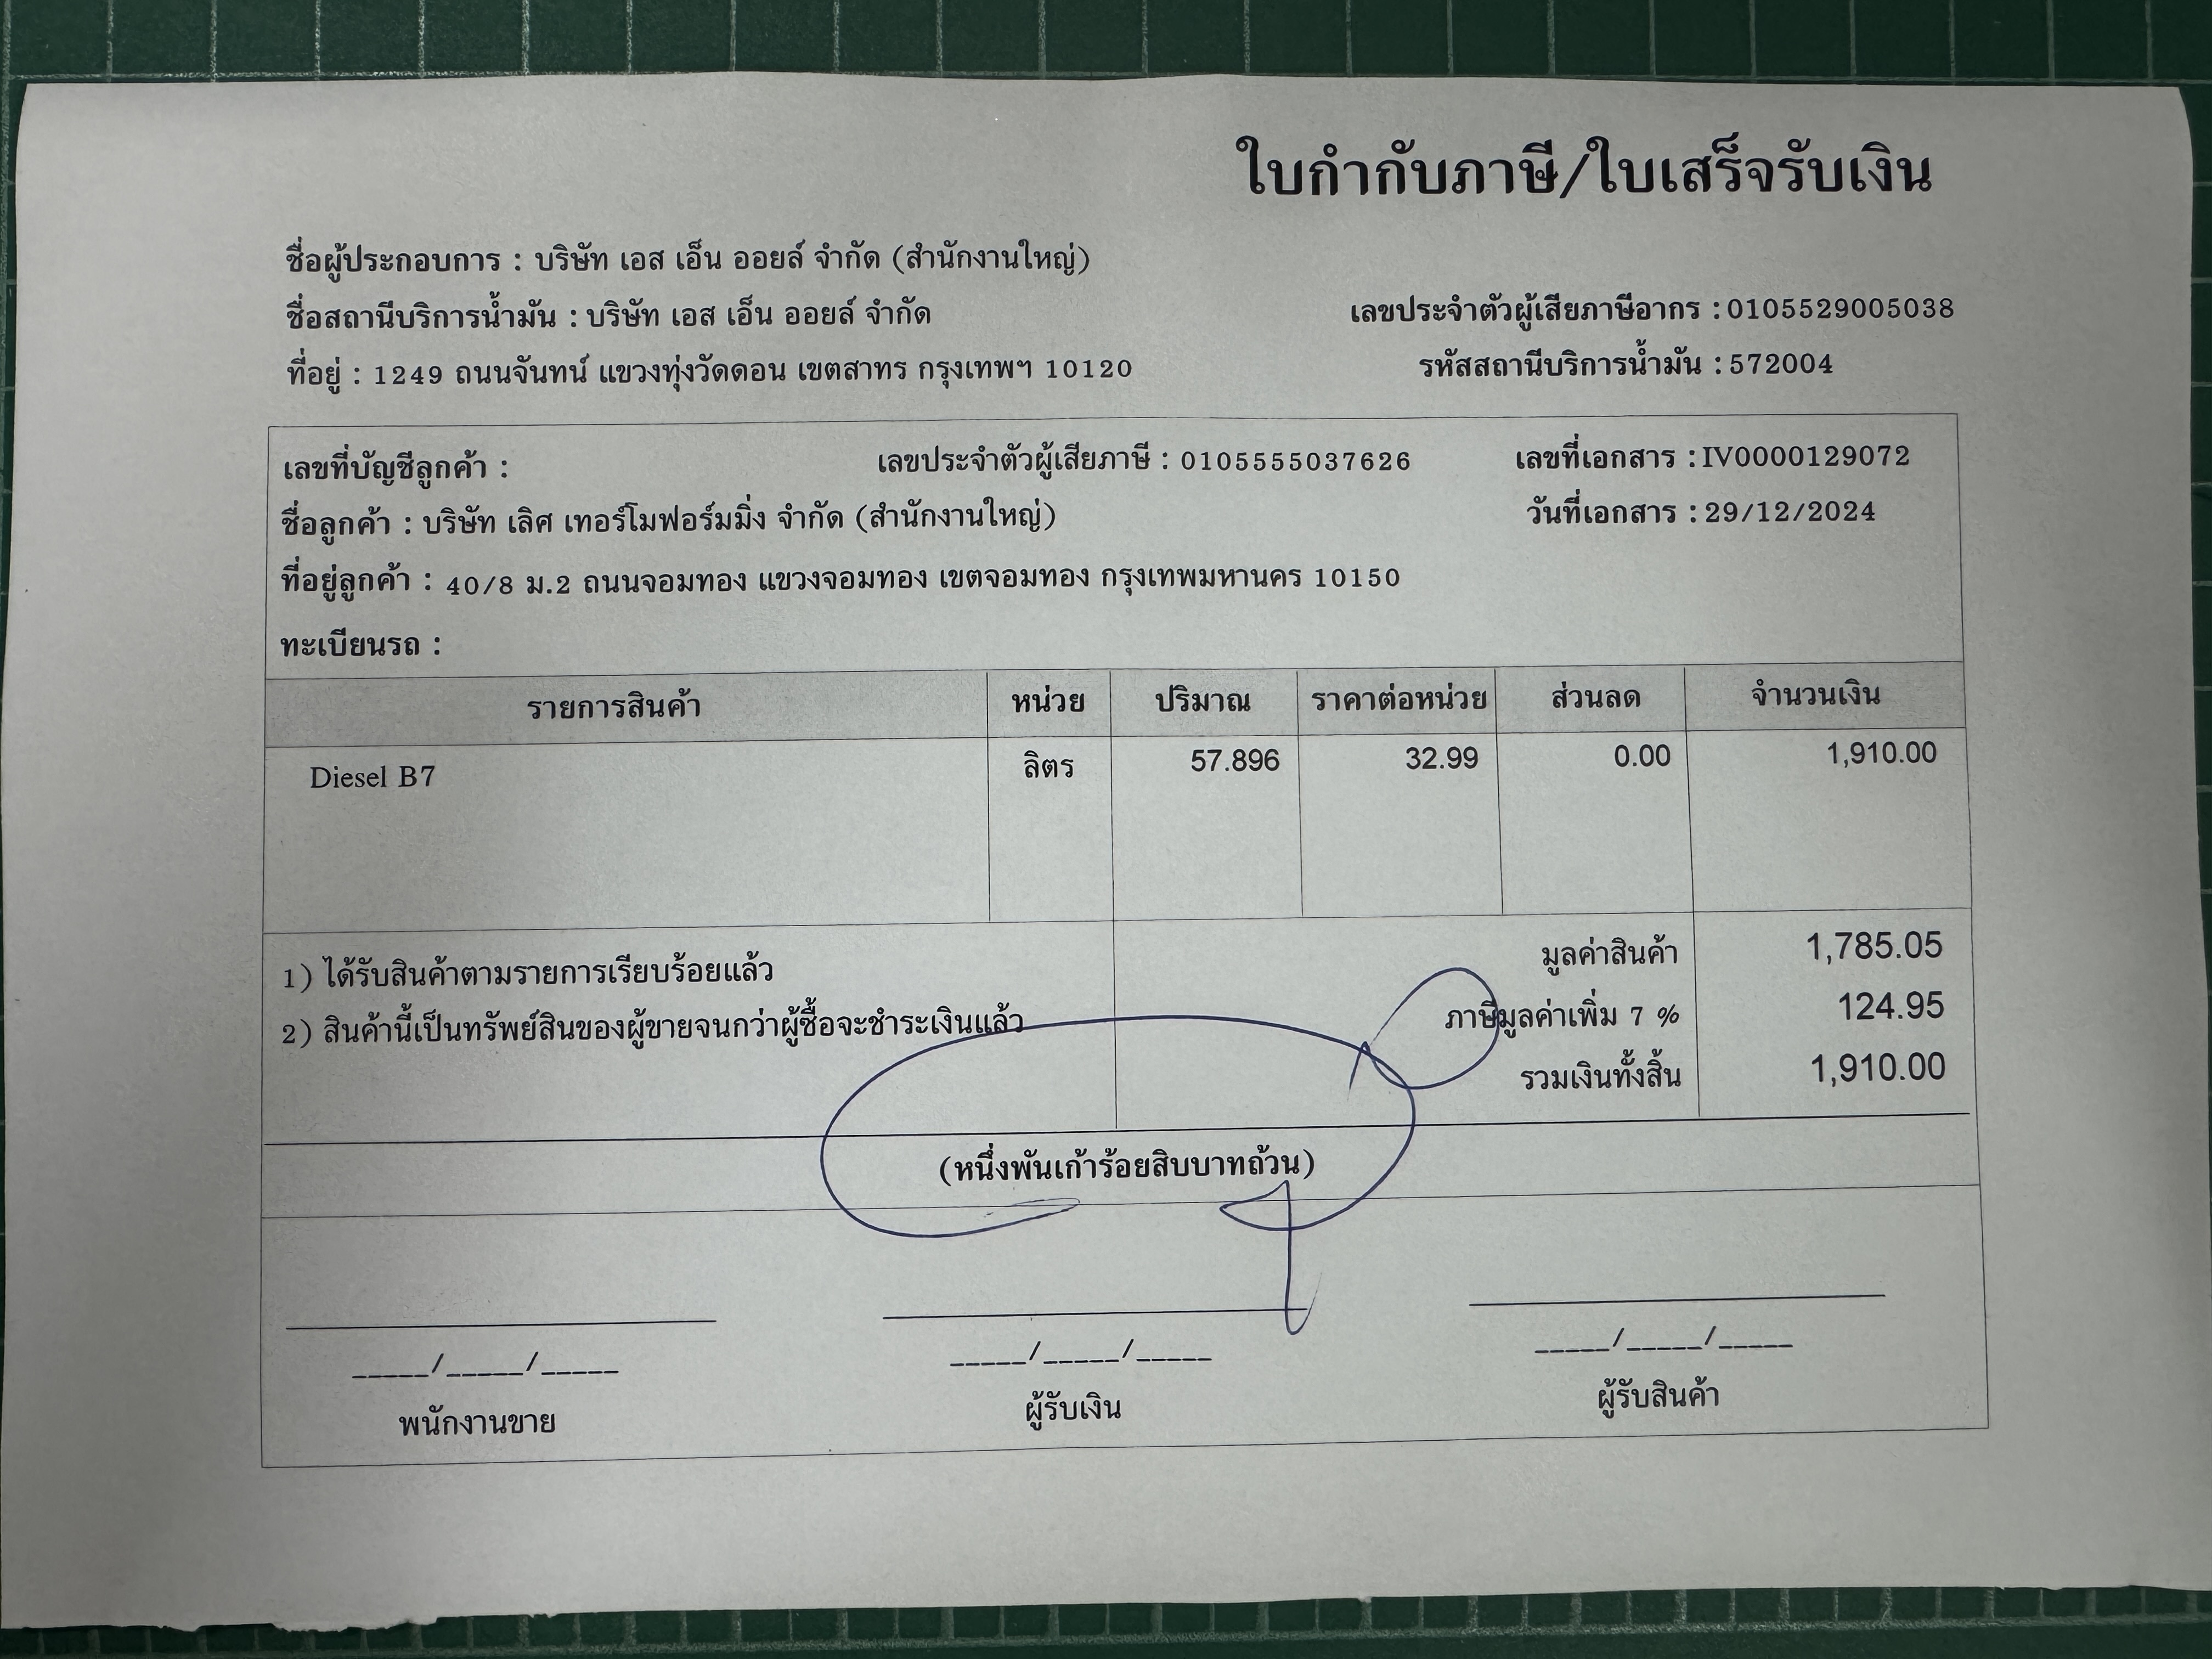 ใบกำกับภาษี/ใบเสร็จรับเงิน
ชื่อผู้ประกอบการ : บริษัท เอส เอ็น ออยล์ จำกัด (สำนักงานใหญ่)
ชื่อสถานีบริการน้ำมัน : บริษัท เอส เอ็น ออยล์ จำกัด เลขประจำตัวผู้เสียภาษีอากร : 0105529005038
ที่อยู่ : 1249 ถนนจันทน์ แขวงทุ่งวัดดอน เขตสาทร กรุงเทพฯ 10120 รหัสสถานีบริการน้ำมัน : 572004
เลขที่บัญชีลูกค้า : เลขประจำตัวผู้เสียภาษี : 0105555037626 เลขที่เอกสาร : IV0000129072
ชื่อลูกค้า : บริษัท เลิศ เทอร์โมฟอร์มมิ่ง จำกัด (สำนักงานใหญ่) วันที่เอกสาร : 29/12/2024
ที่อยู่ลูกค้า : 40/8 ม.2 ถนนจอมทอง แขวงจอมทอง เขตจอมทอง กรุงเทพมหานคร 10150
ทะเบียนรถ :
รายการสินค้า หน่วย ปริมาณ ราคาต่อหน่วย ส่วนลด จำนวนเงิน
Diesel B7 ลิตร 57.896 32.99 0.00 1,910.00
1) ได้รับสินค้าตามรายการเรียบร้อยแล้ว มูลค่าสินค้า 1,785.05
2) สินค้านี้เป็นทรัพย์สินของผู้ขายจนกว่าผู้ซื้อจะชำระเงินแล้ว ภาษีมูลค่าเพิ่ม 7 % 124.95
รวมเงินทั้งสิ้น 1,910.00
(หนึ่งพันเก้าร้อยสิบบาทถ้วน)
_____/_____/_____ _____/_____/_____ _____/_____/_____
พนักงานขาย ผู้รับเงิน ผู้รับสินค้า